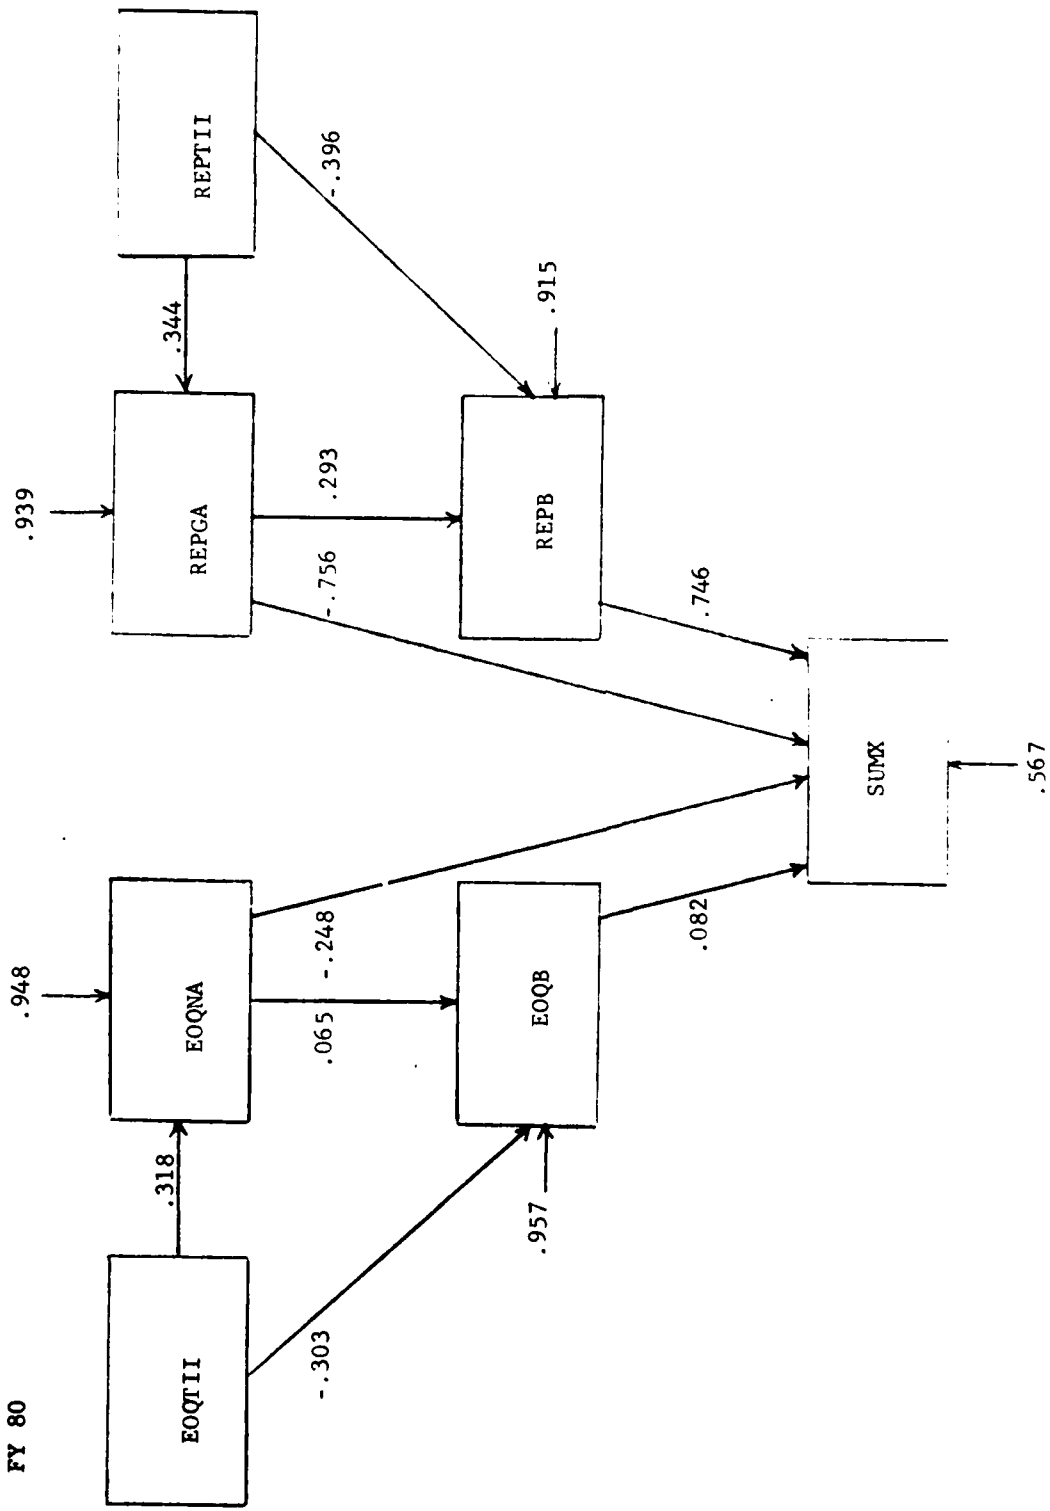 FY 80
.948
.939
.318
.344
EOQTII
EOQNA
REPGA
REPTII
-.303
.065
-.248
-.756
.293
-.396
.957
EOQB
REPB
.915
.082
.746
SUMX
.567